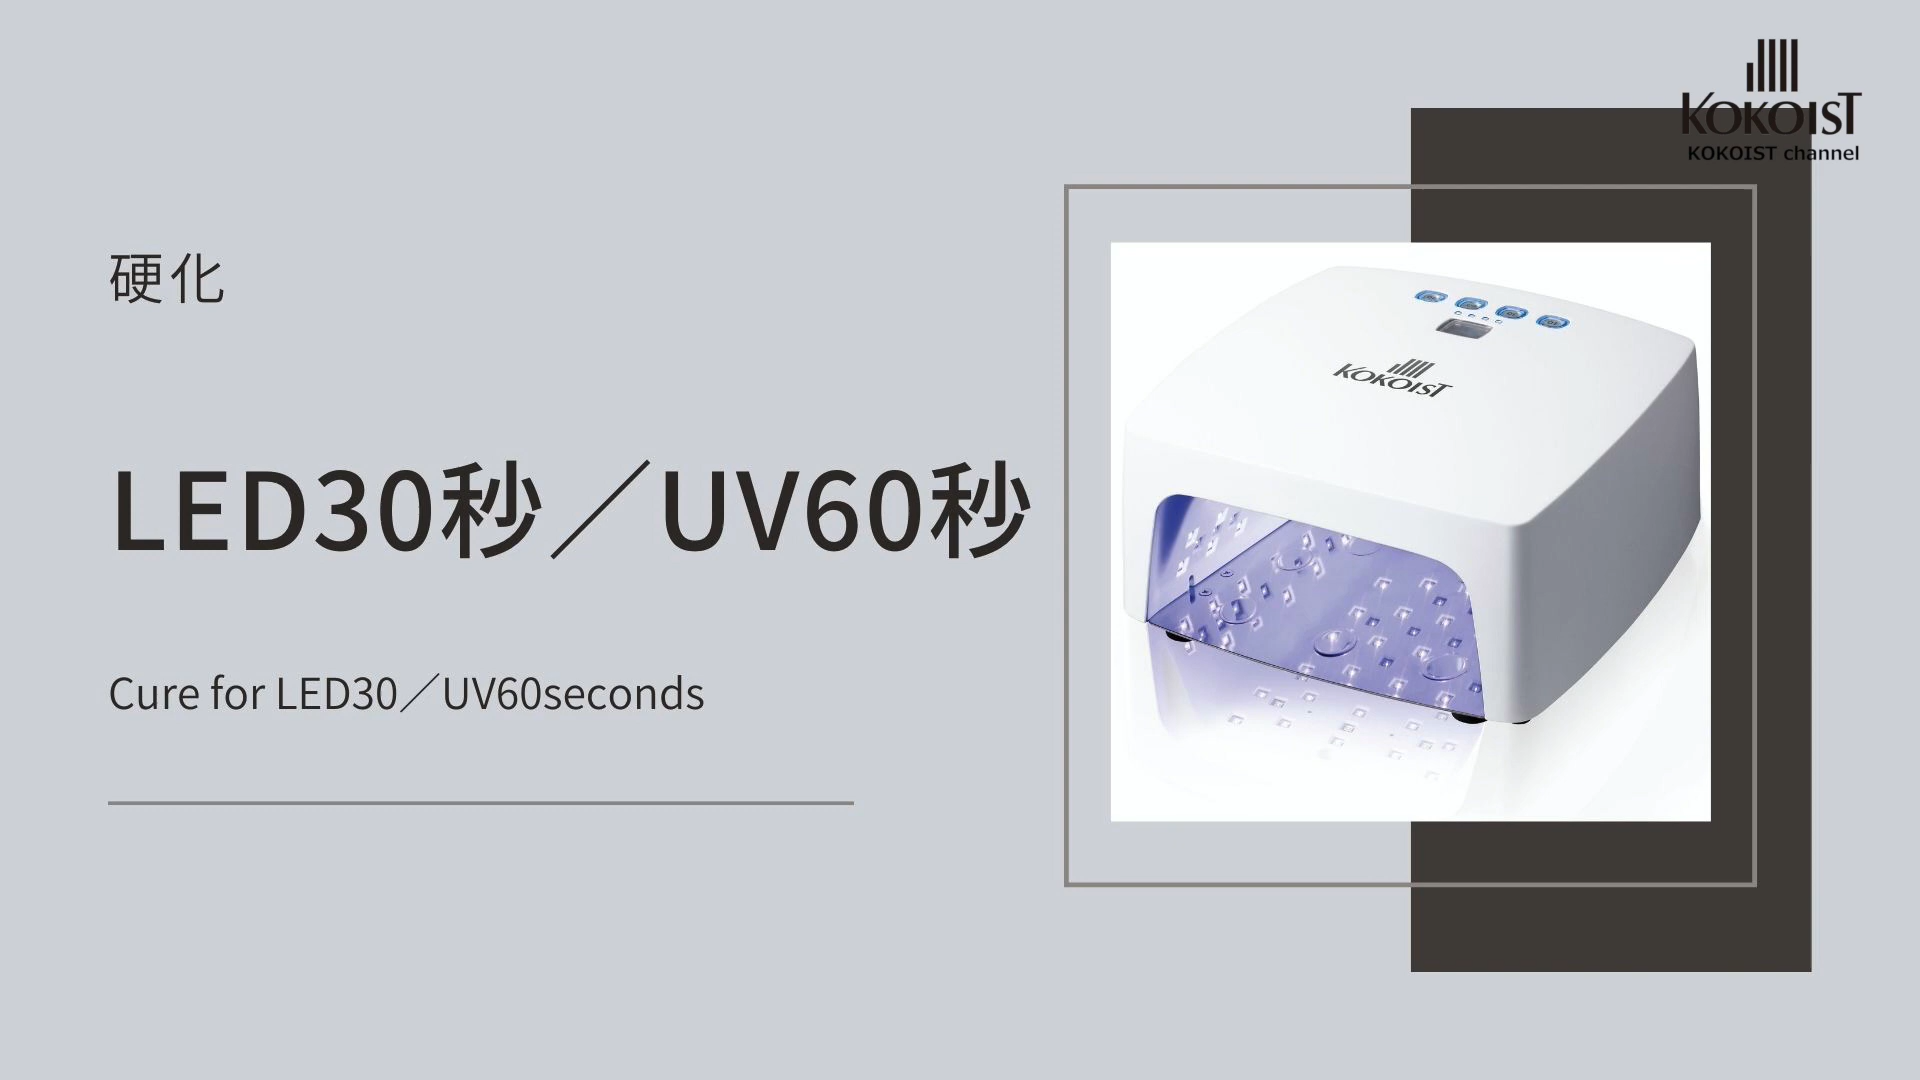 KOKOIST
KOKOIST channel
硬化
LED30秒／UV60秒
Cure for LED30／UV60seconds
KOKOIST